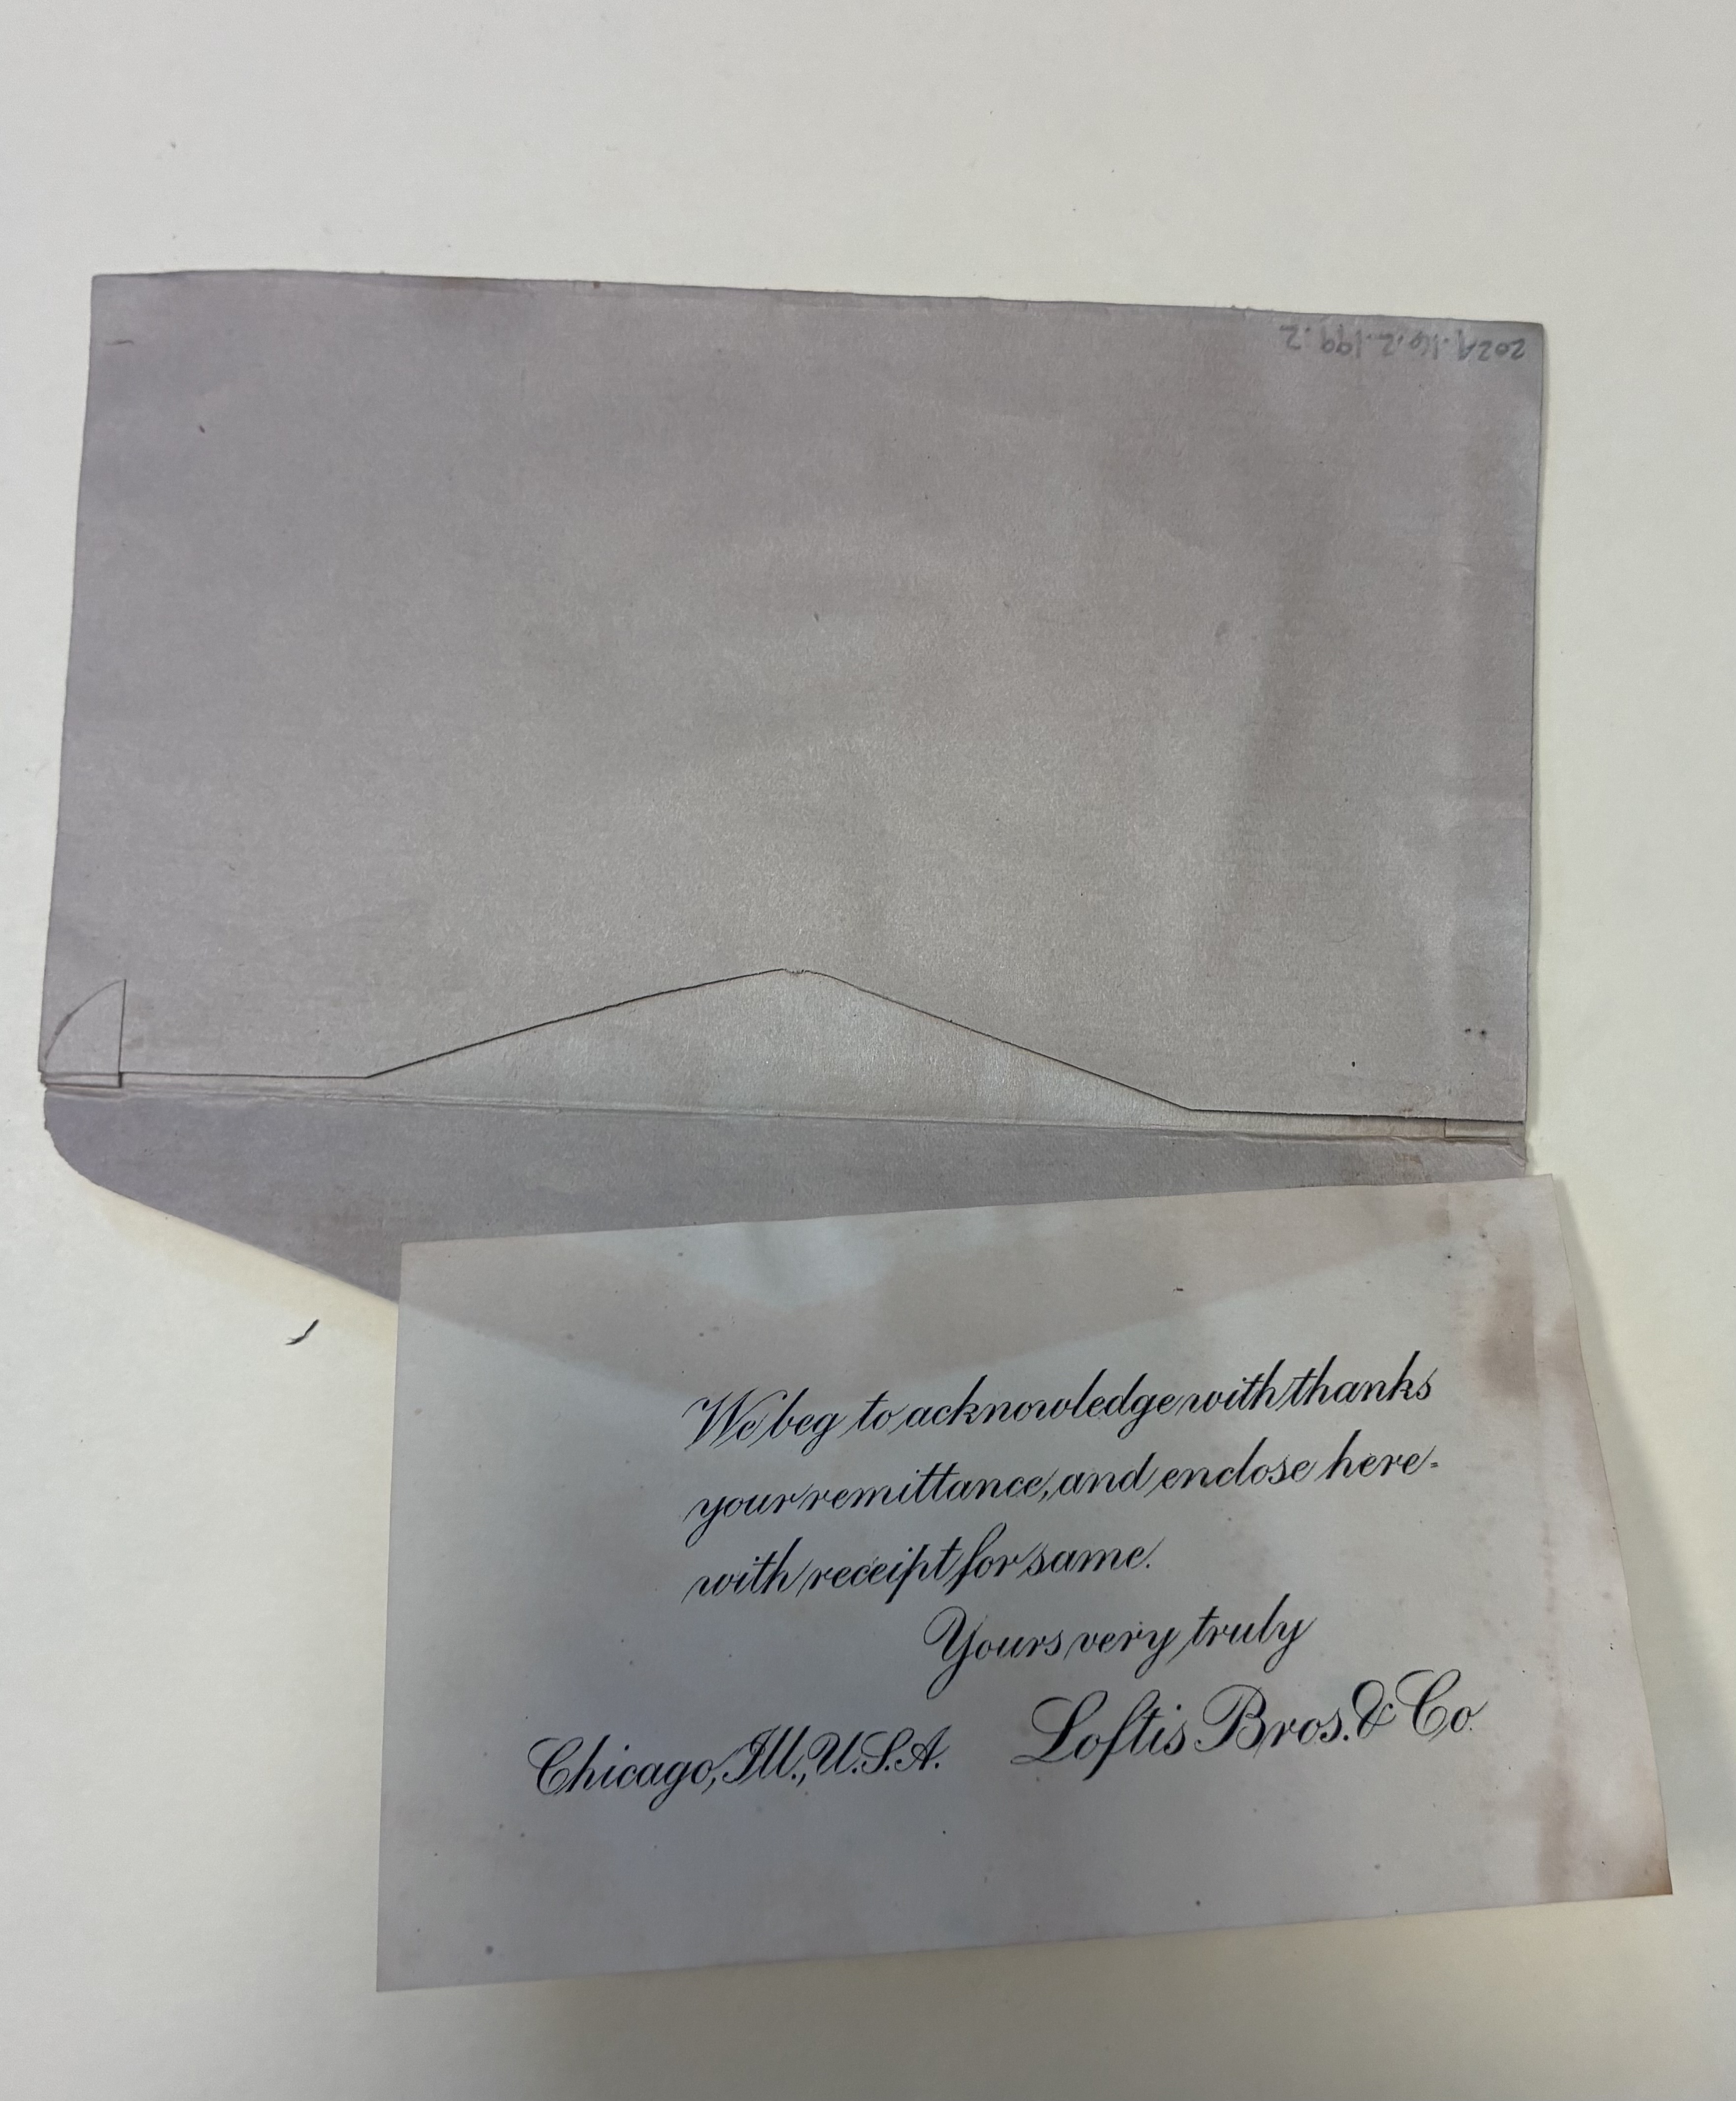 2024.16.2.199.2
We beg to acknowledge with thanks
your remittance, and enclose here-
with receipt for same.
Yours very truly
Loftis Bros. & Co.
Chicago, Ill., U.S.A.